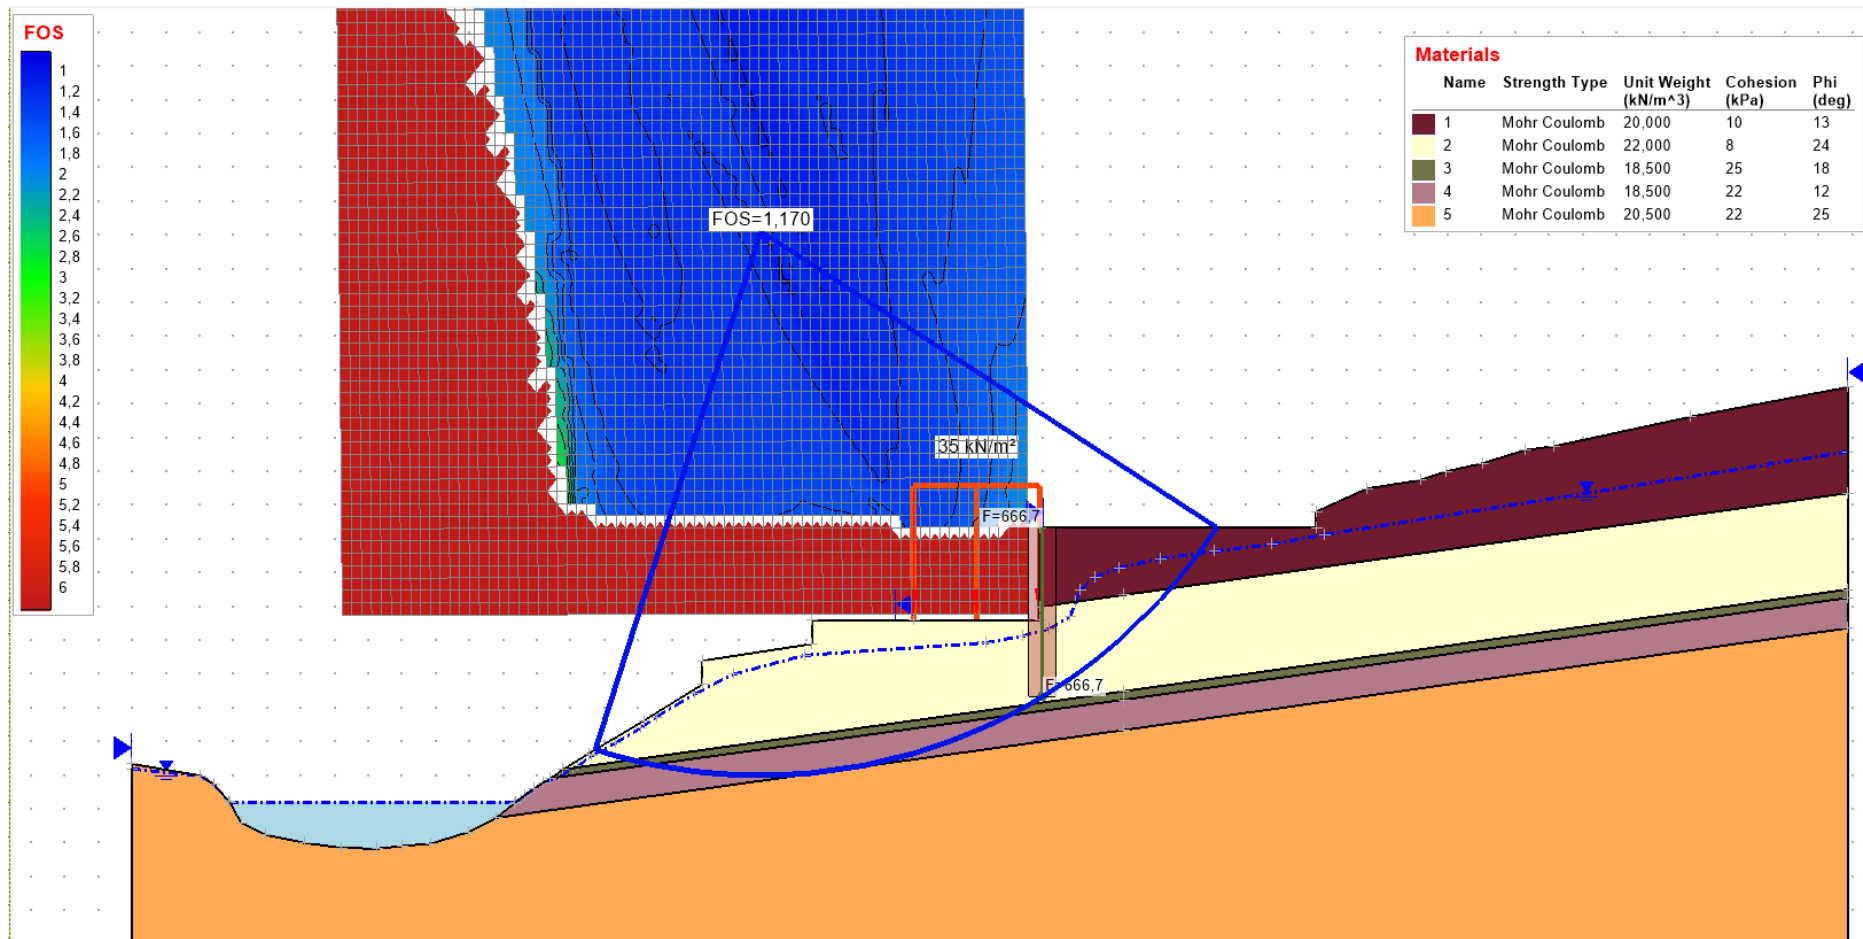 FOS
1
1,2
1,4
1,6
1,8
2
2,2
2,4
2,6
2,8
3
3,2
3,4
3,6
3,8
4
4,2
4,4
4,6
4,8
5
5,2
5,4
5,6
5,8
6
FOS=1,170
35 kN/m²
F=666,7
F=666,7
Materials
Name Strength Type Unit Weight (kN/m^3) Cohesion (kPa) Phi (deg)
1 Mohr Coulomb 20,000 10 13
2 Mohr Coulomb 22,000 8 24
3 Mohr Coulomb 18,500 25 18
4 Mohr Coulomb 18,500 22 12
5 Mohr Coulomb 20,500 22 25